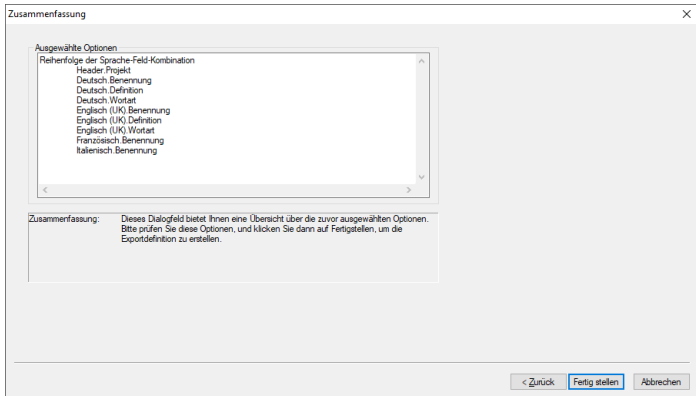 Zusammenfassung
Ausgewählte Optionen
Reihenfolge der Sprache-Feld-Kombination
Header.Projekt
Deutsch.Benennung
Deutsch.Definition
Deutsch.Wortart
Englisch (UK).Benennung
Englisch (UK).Definition
Englisch (UK).Wortart
Französisch.Benennung
Italienisch.Benennung
Zusammenfassung: Dieses Dialogfeld bietet Ihnen eine Übersicht über die zuvor ausgewählten Optionen.
Bitte prüfen Sie diese Optionen, und klicken Sie dann auf Fertigstellen, um die
Exportdefinition zu erstellen.
< Zurück Fertig stellen Abbrechen